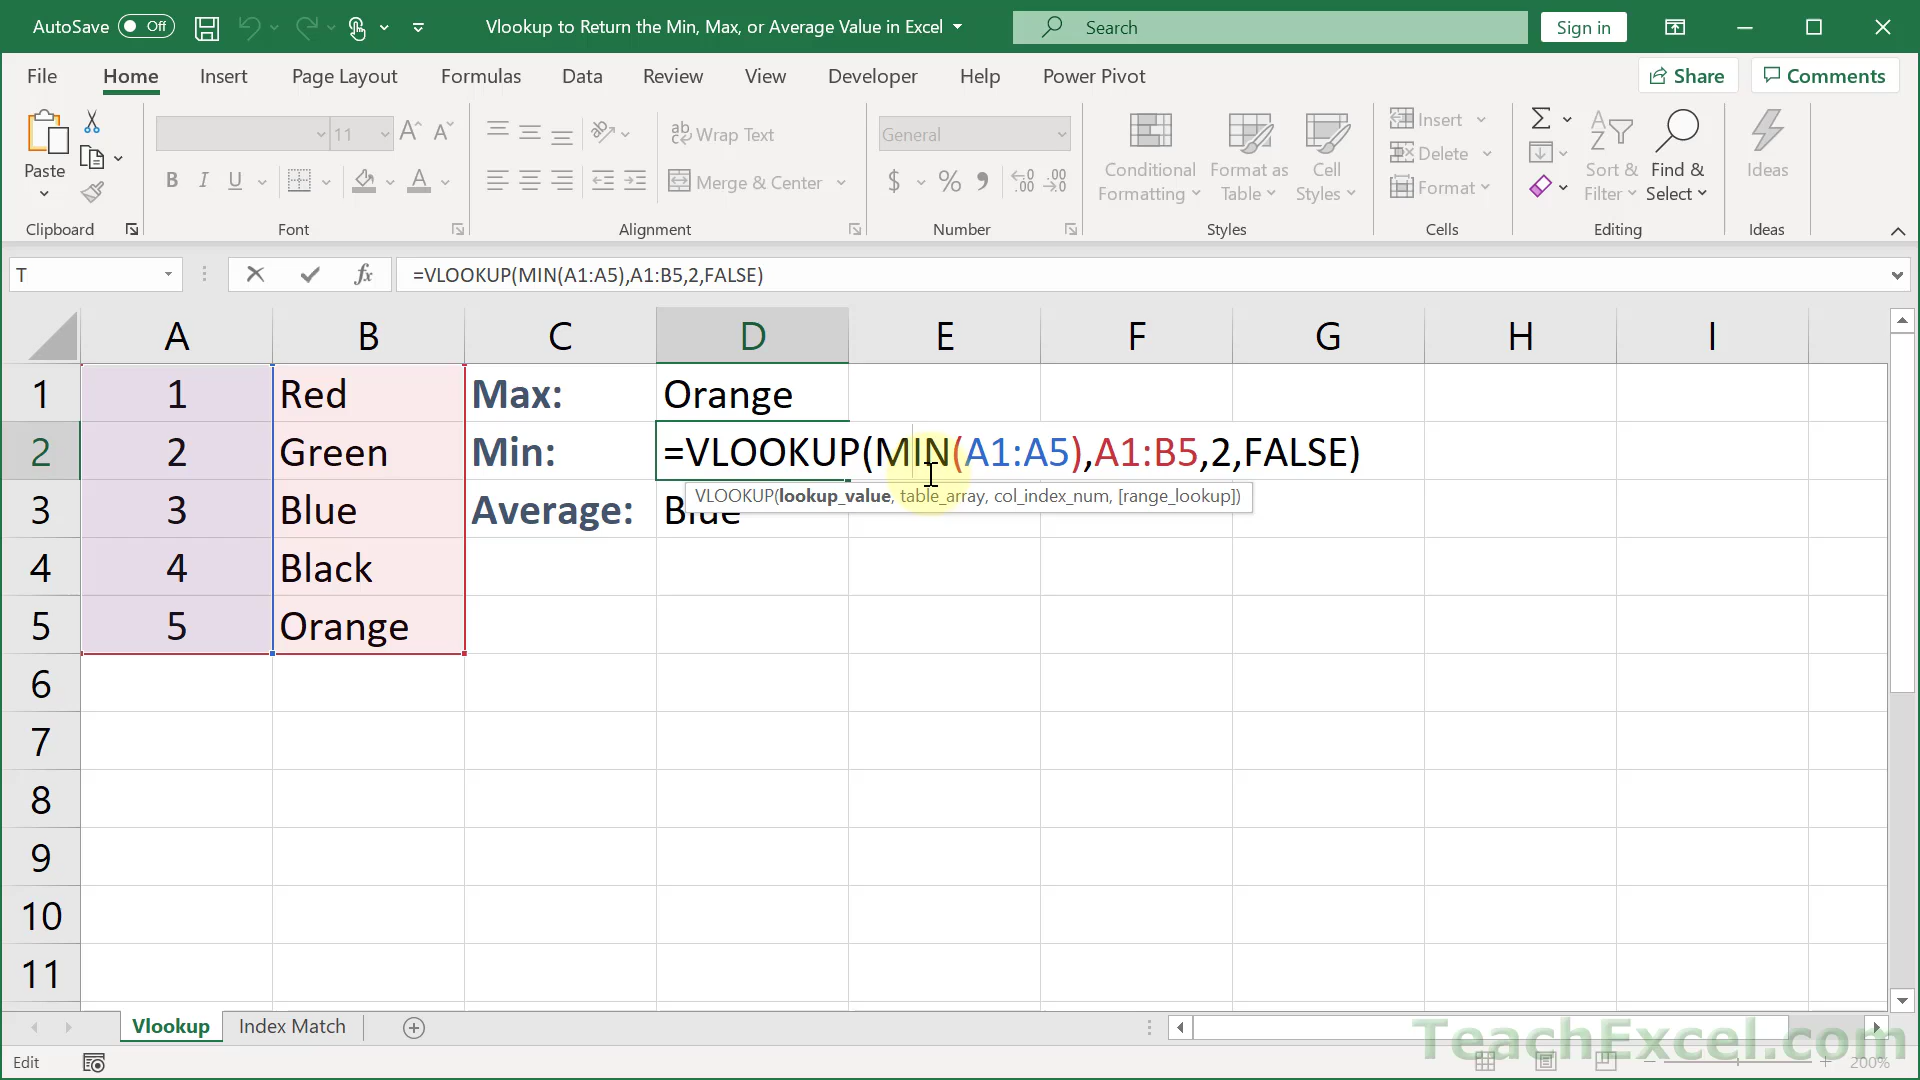 AutoSave Off Vlookup to Return the Min, Max, or Average Value in Excel Search Sign in
File Home Insert Page Layout Formulas Data Review View Developer Help Power Pivot Share Comments
Paste
Clipboard
11
B I U A
Font
ab Wrap Text
Merge & Center
Alignment
General
$ % 9 .00
Number
Conditional Formatting
Format as Table
Cell Styles
Styles
Insert
Delete
Format
Cells
Sort & Filter
Find & Select
Editing
Ideas
Ideas
T fx =VLOOKUP(MIN(A1:A5),A1:B5,2,FALSE)
A B C D E F G H I
1 1 Red Max: Orange
2 2 Green Min: =VLOOKUP(MIN(A1:A5),A1:B5,2,FALSE)
VLOOKUP(lookup_value, table_array, col_index_num, [range_lookup])
3 3 Blue Average: Blue
4 4 Black
5 5 Orange
6
7
8
9
10
11
Vlookup Index Match
TeachExcel.com
Edit 200%